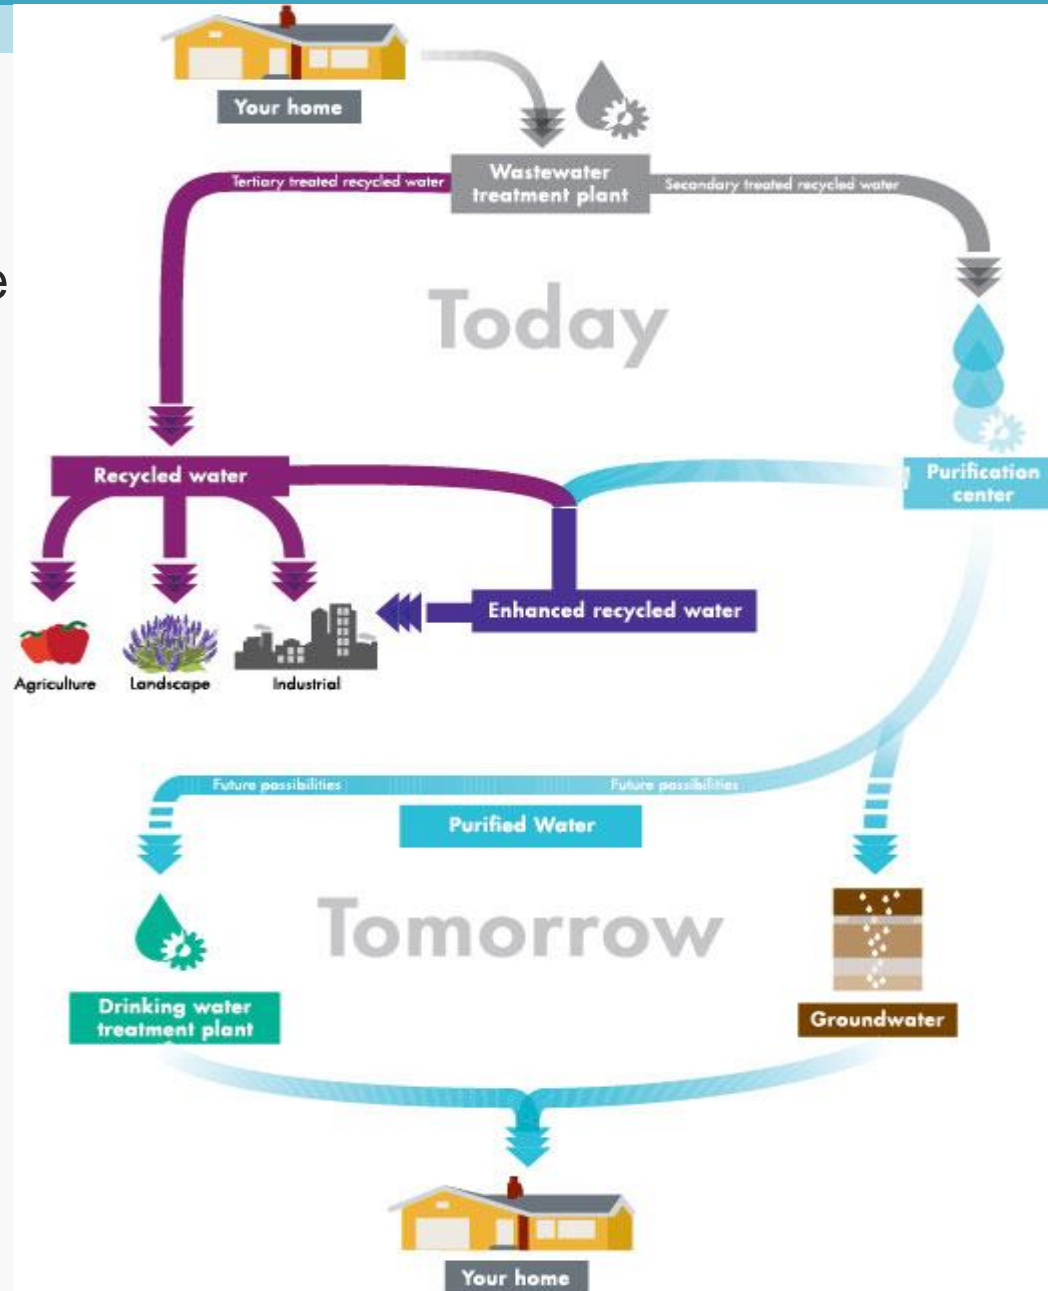 Your home
Wastewater
treatment plant
Tertiary treated recycled water
Secondary treated recycled water
e
Today
Recycled water
Purification
center
Enhanced recycled water
Agriculture
Landscape
Industrial
Future possibilities
Future possibilities
Purified Water
Tomorrow
Drinking water
treatment plant
Groundwater
Your home